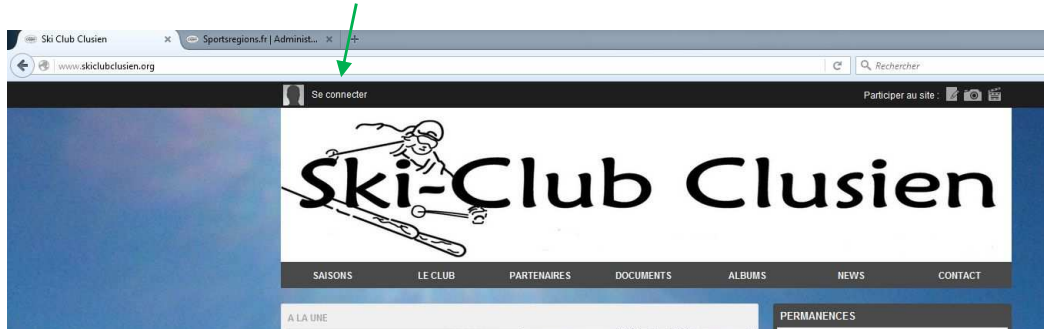 Ski Club Clusien × Sportsregions.fr | Administ... × +
www.skiclubclusien.org Rechercher
Se connecter Participer au site :
Ski-Club Clusien
SAISONS LE CLUB PARTENAIRES DOCUMENTS ALBUMS NEWS CONTACT
A LA UNE PERMANENCES